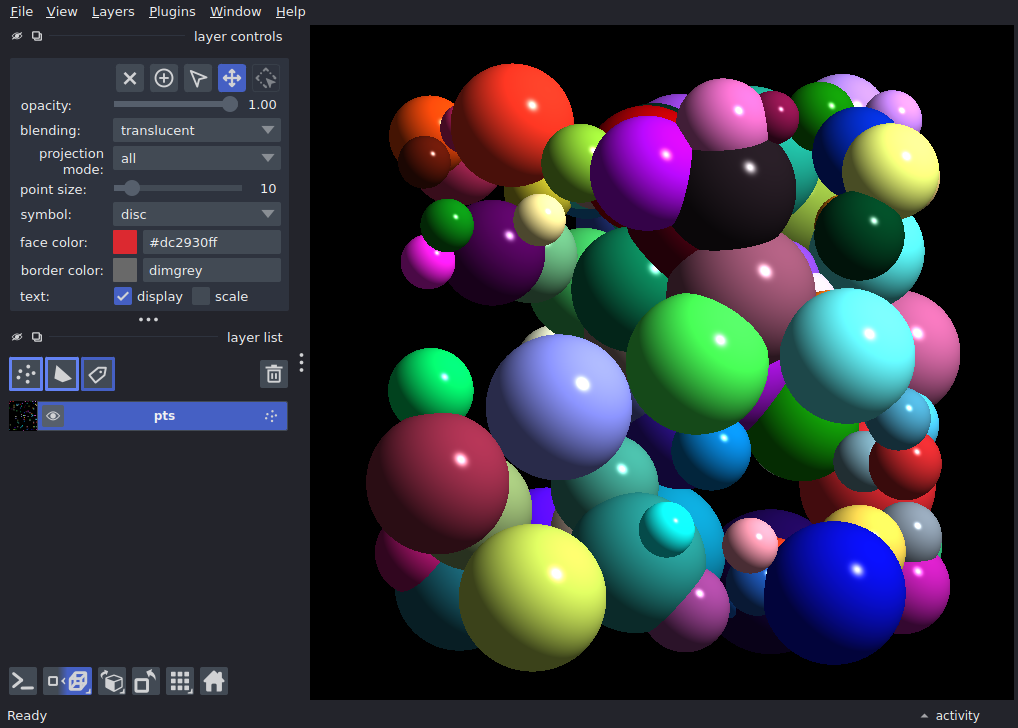 File View Layers Plugins Window Help
layer controls
opacity: 1.00
blending: translucent
projection mode: all
point size: 10
symbol: disc
face color: #dc2930ff
border color: dimgrey
text: display scale
layer list
pts
Ready activity